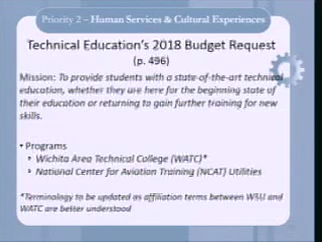 Priority 2 – Human Services & Cultural Experiences
Technical Education's 2018 Budget Request
(p. 496)
Mission: To provide students with a state-of-the-art technical
education, whether they are here for the beginning state of
their education or returning to gain further training for new
skills.
• Programs
• Wichita Area Technical College (WATC)*
• National Center for Aviation Training (NCAT) Utilities
*Terminology to be updated as affiliation terms between WSU and
WATC are better understood